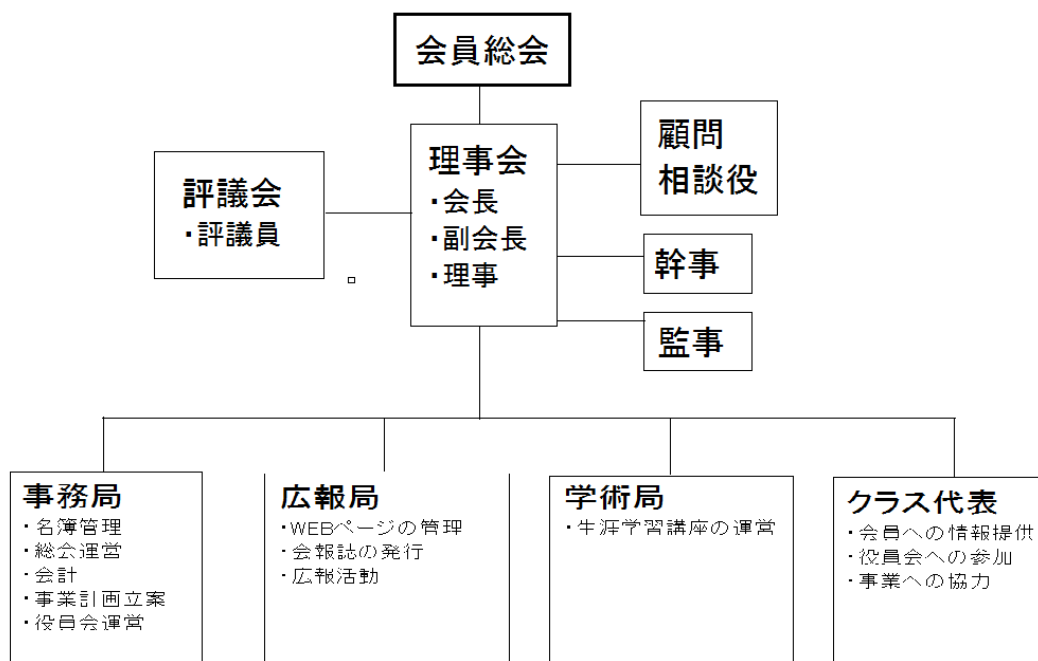 会員総会
理事会
・会長
・副会長
・理事
評議会
・評議員
顧問
相談役
幹事
監事
事務局
・名簿管理
・総会運営
・会計
・事業計画立案
・役員会運営
広報局
・WEBページの管理
・会報誌の発行
・広報活動
学術局
・生涯学習講座の運営
クラス代表
・会員への情報提供
・役員会への参加
・事業への協力